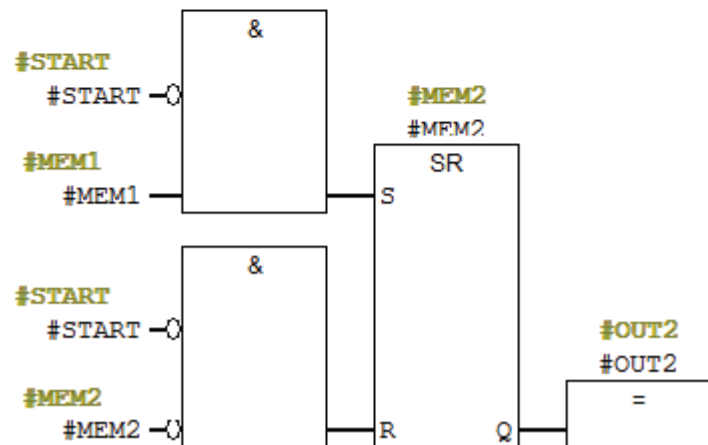 &
#START
#START
#MEM2
#MEM2
SR
#MEM1
#MEM1
S
&
#START
#START
#OUT2
#OUT2
=
#MEM2
#MEM2
R
Q